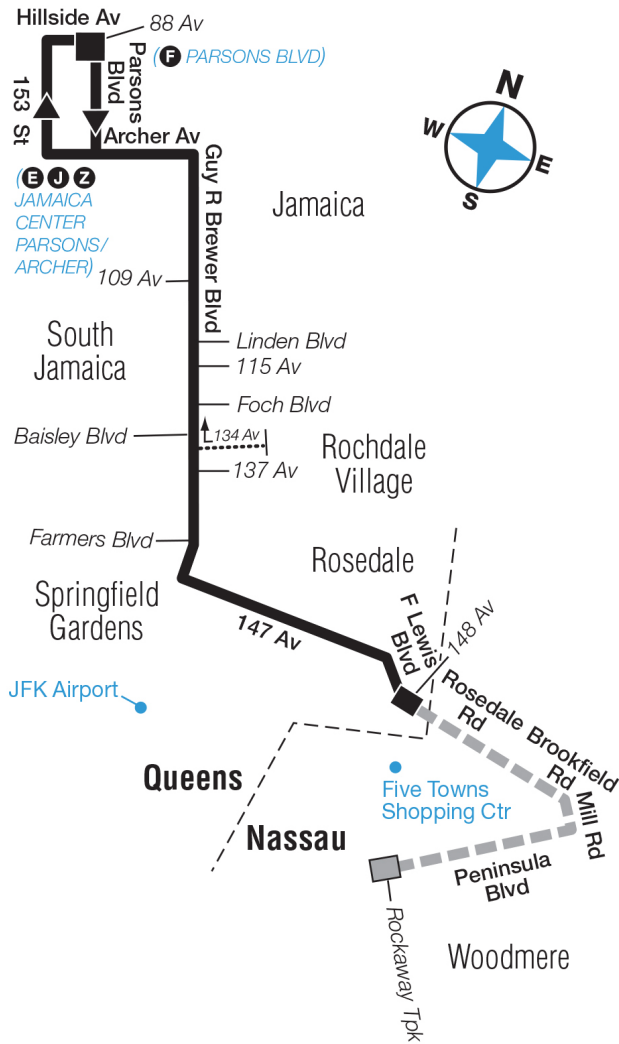 Hillside Av
88 Av
(F PARSONS BLVD)
Parsons
Blvd
153 St
Archer Av
(E J Z
JAMAICA
CENTER
PARSONS/
ARCHER)
N
W
E
S
Guy R Brewer Blvd
Jamaica
109 Av
South
Jamaica
Linden Blvd
115 Av
Foch Blvd
Baisley Blvd
134 Av
137 Av
Rochdale
Village
Farmers Blvd
Rosedale
Springfield
Gardens
147 Av
F Lewis
Blvd
148 Av
JFK Airport
Rosedale
Rd
Brookfield
Rd
Queens
Five Towns
Shopping Ctr
Mill Rd
Nassau
Peninsula
Blvd
Rockaway Tpk
Woodmere